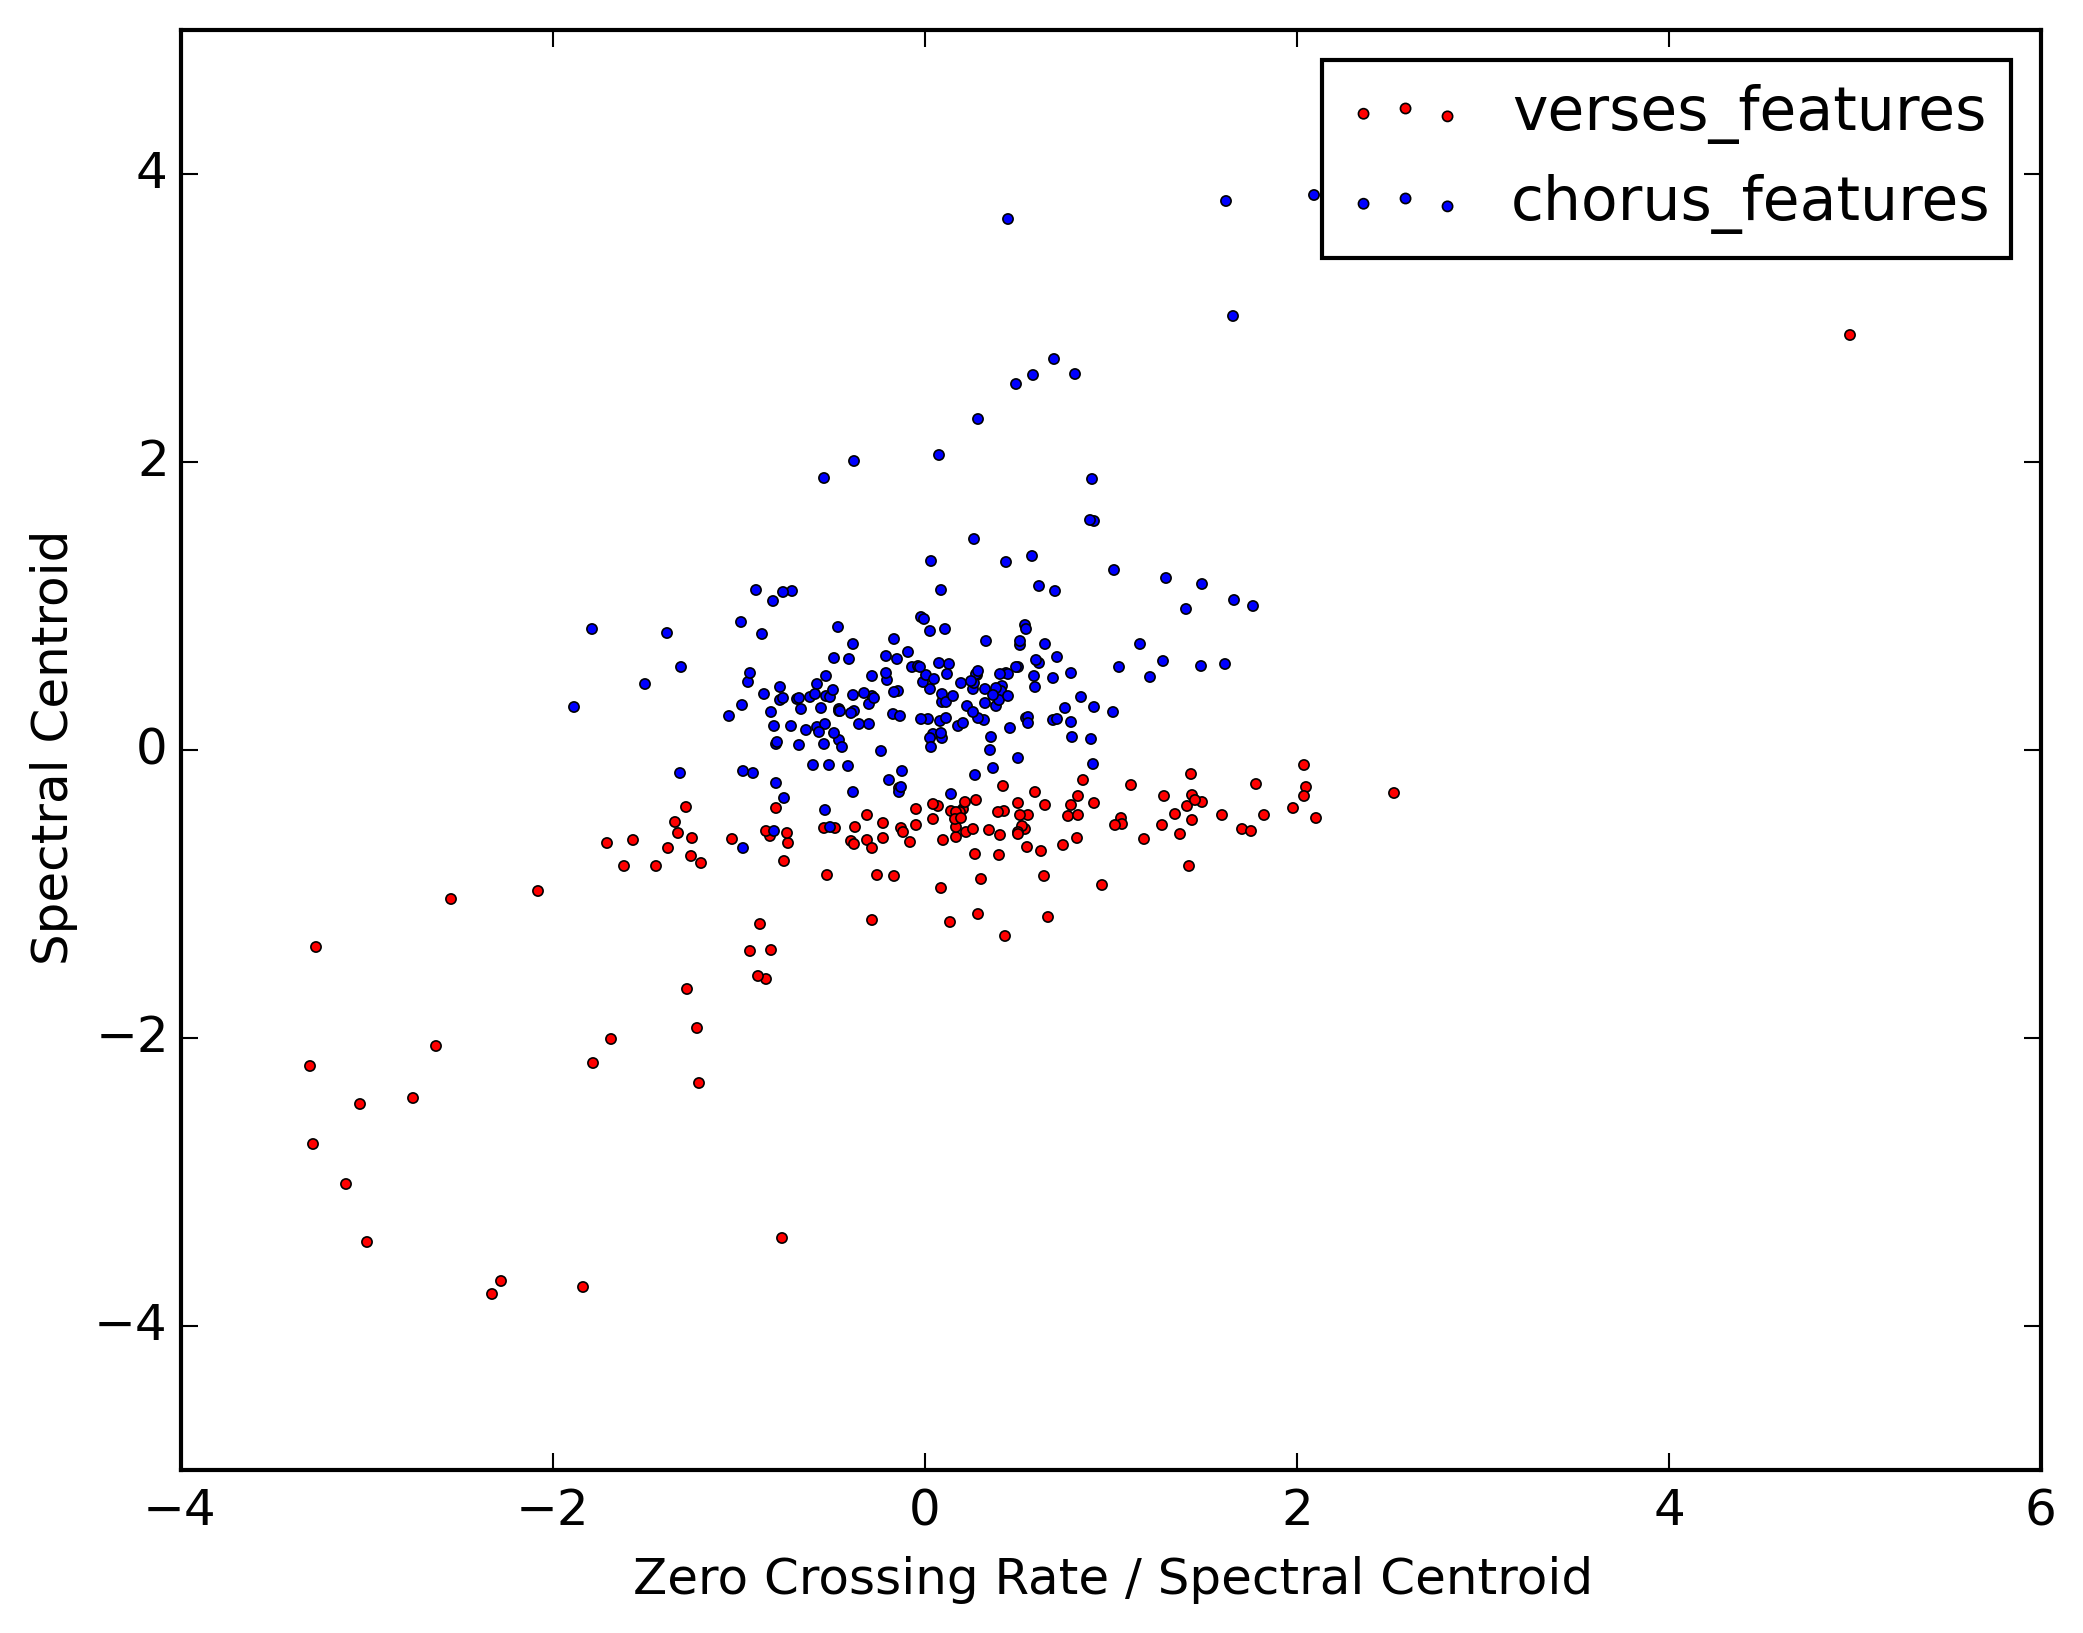 verses_features
chorus_features
4
2
0
−2
−4
Spectral Centroid
−4 −2 0 2 4 6
Zero Crossing Rate / Spectral Centroid